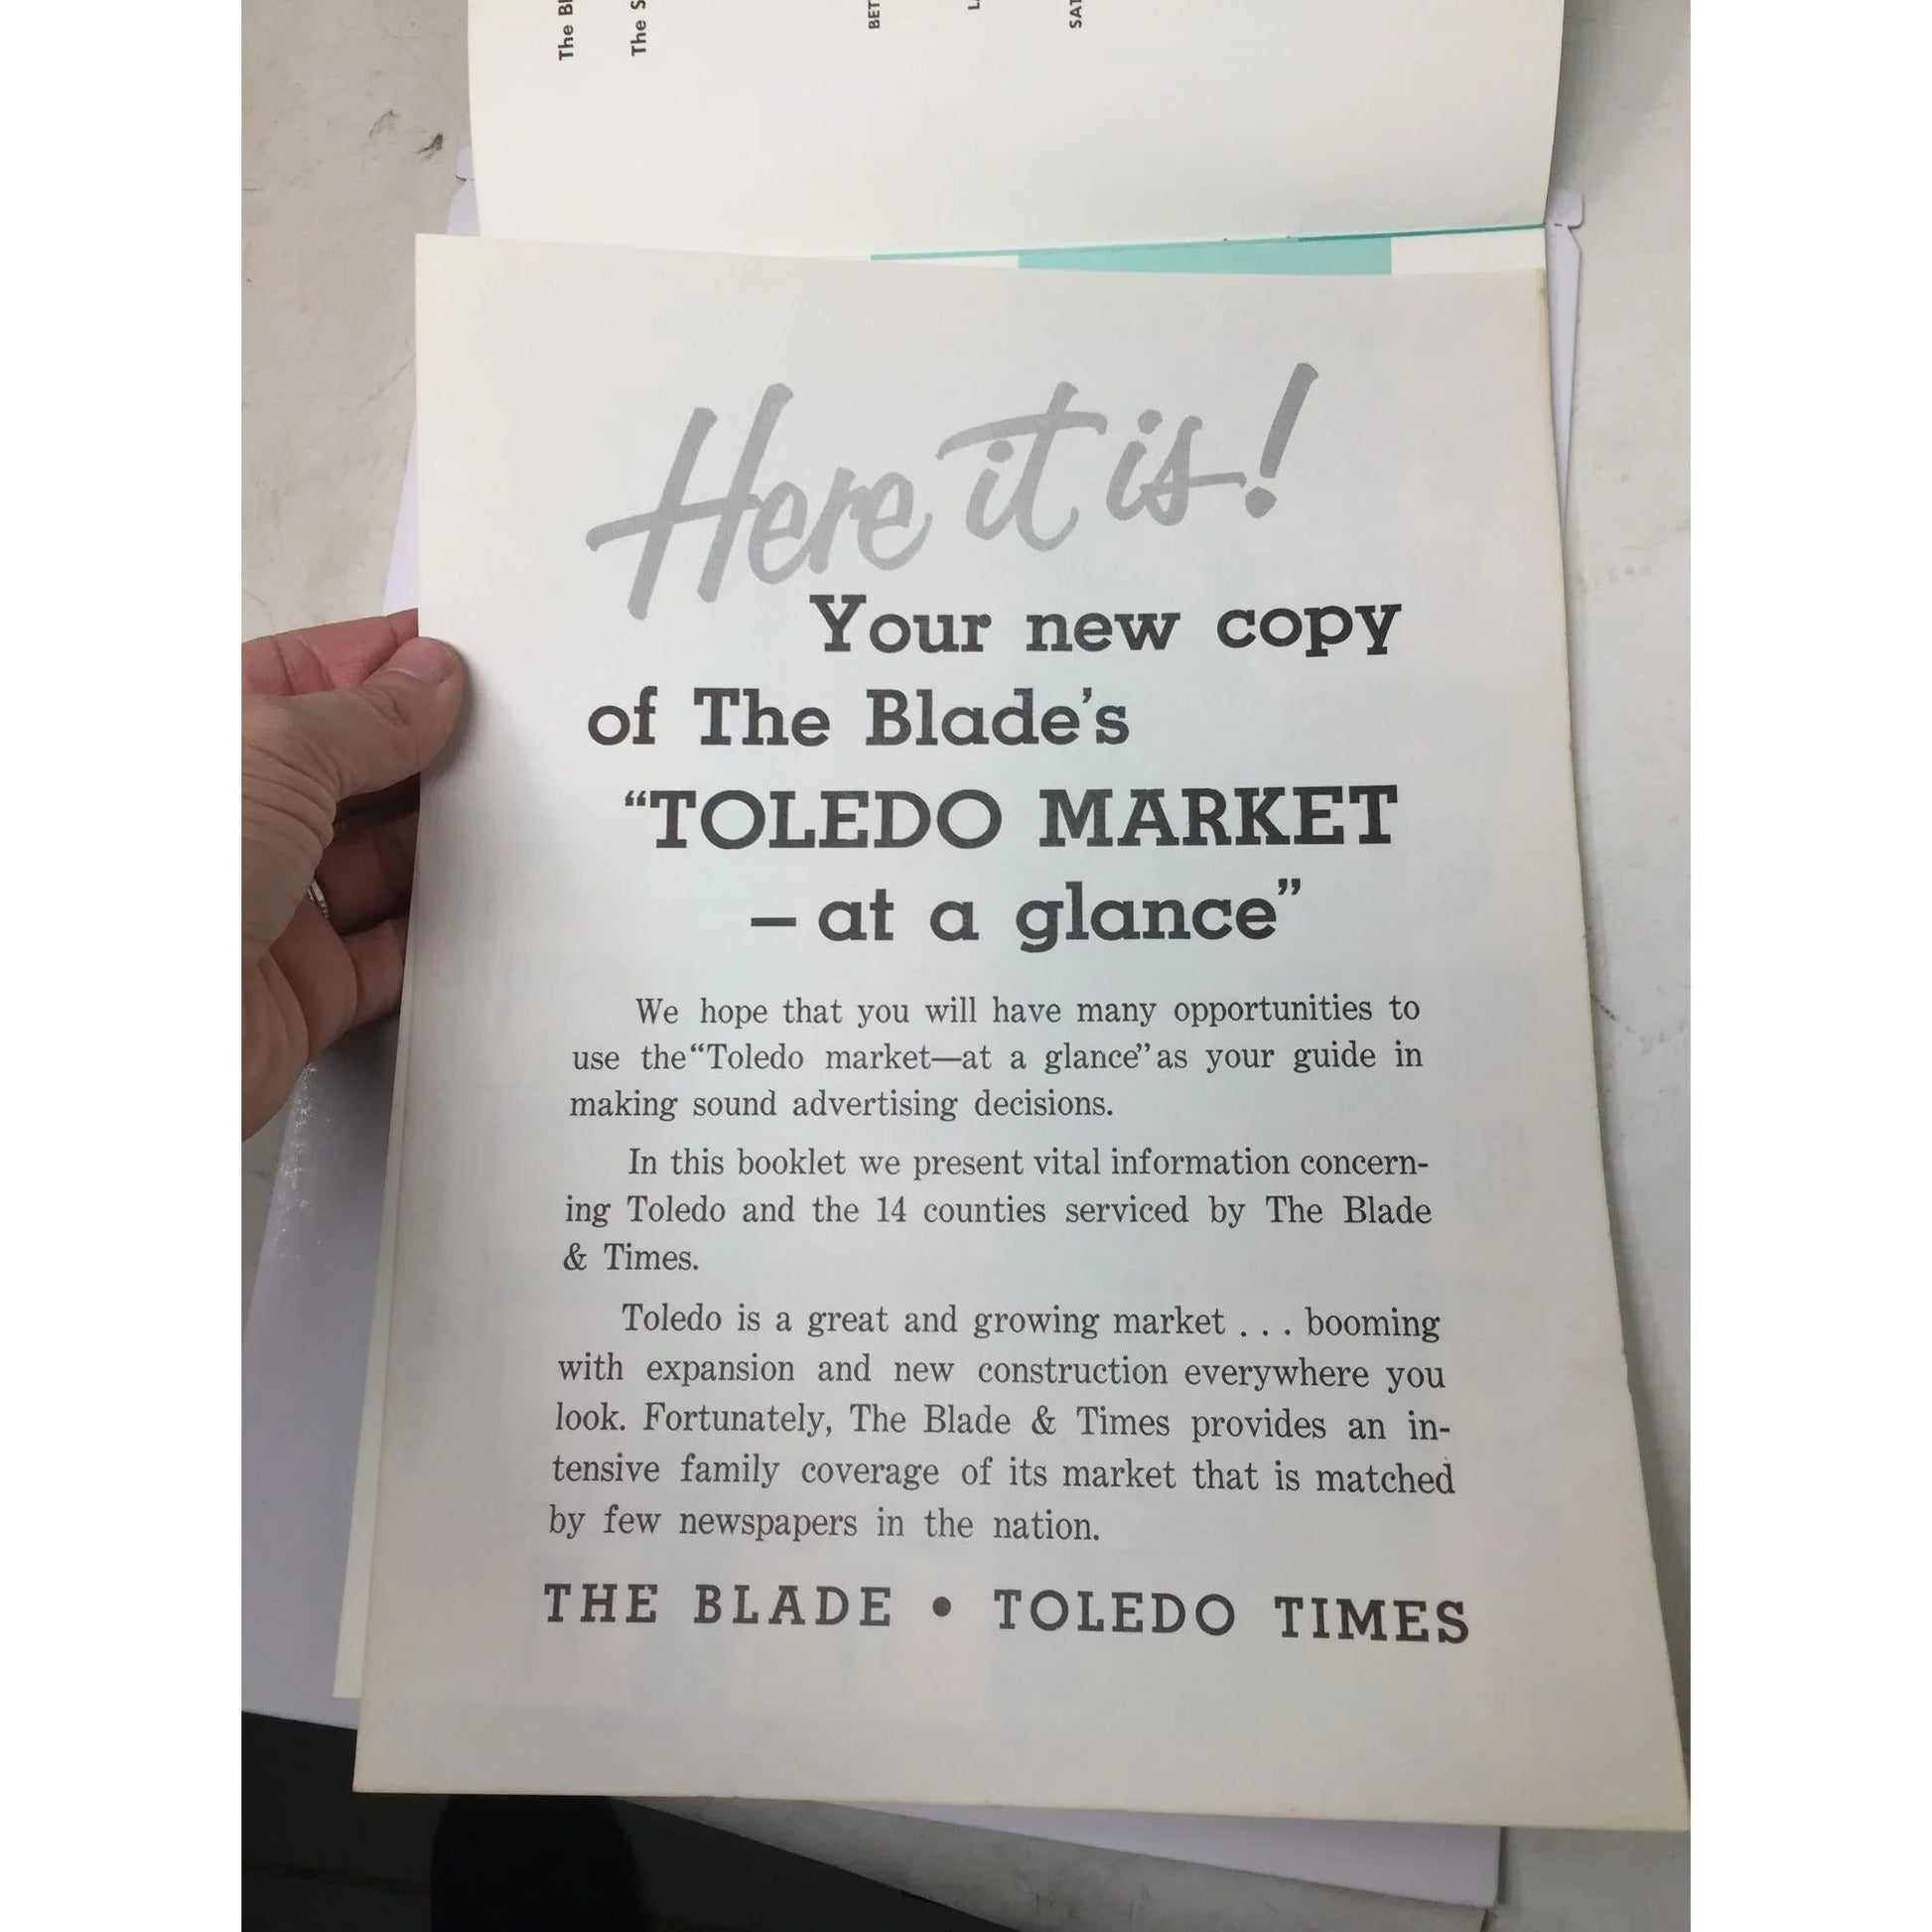 The
The
Here it is!
Your new copy
of The Blade's
“TOLEDO MARKET
– at a glance”
We hope that you will have many opportunities to
use the “Toledo market—at a glance” as your guide in
making sound advertising decisions.
In this booklet we present vital information concern-
ing Toledo and the 14 counties serviced by The Blade
& Times.
Toledo is a great and growing market . . . booming
with expansion and new construction everywhere you
look. Fortunately, The Blade & Times provides an in-
tensive family coverage of its market that is matched
by few newspapers in the nation.
THE BLADE • TOLEDO TIMES